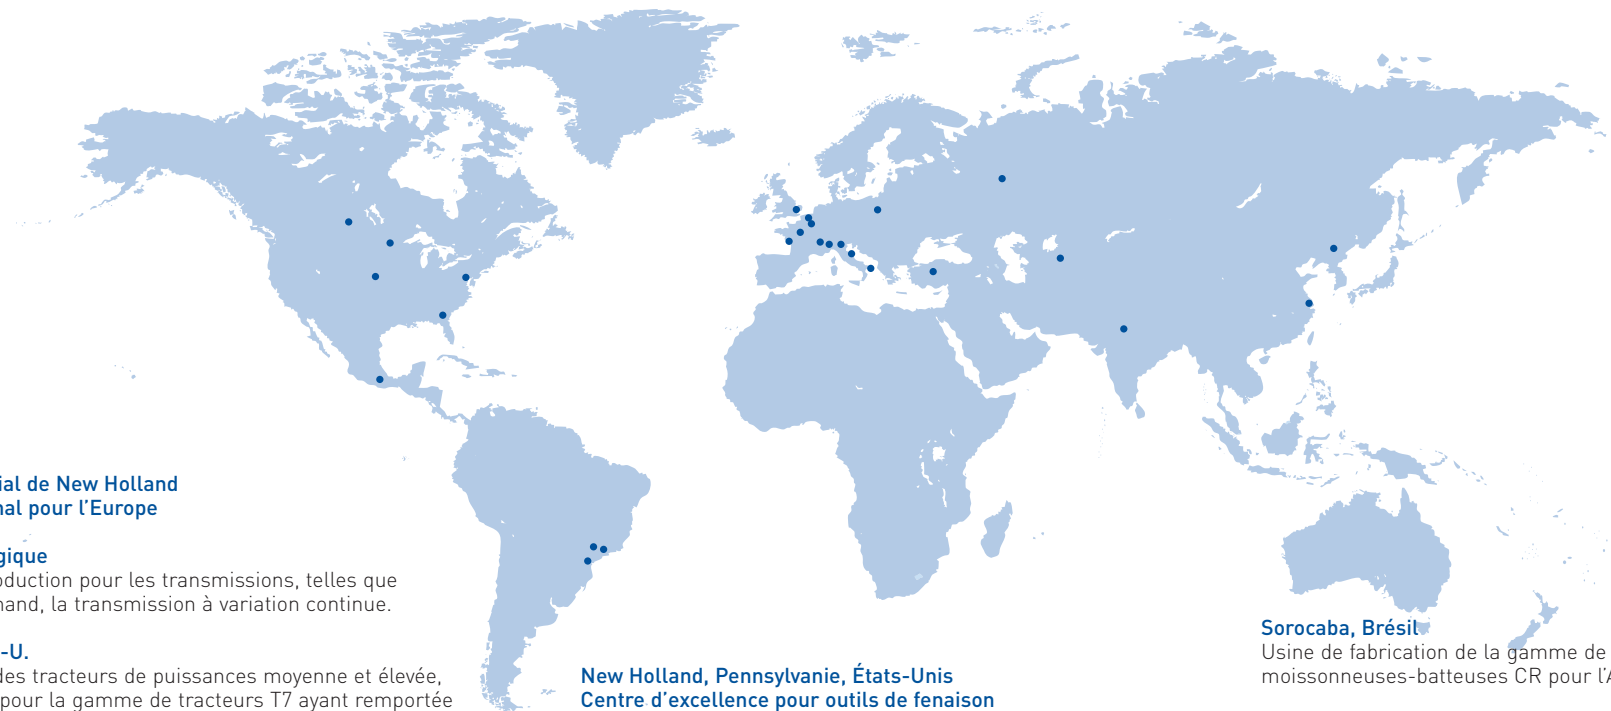 ial de New Holland
nal pour l'Europe
gique
oduction pour les transmissions, telles que
nand, la transmission à variation continue.
-U.
des tracteurs de puissances moyenne et élevée,
pour la gamme de tracteurs T7 ayant remportée
New Holland, Pennsylvanie, États-Unis
Centre d'excellence pour outils de fenaison
Sorocaba, Brésil
Usine de fabrication de la gamme de
moissonneuses-batteuses CR pour l'A